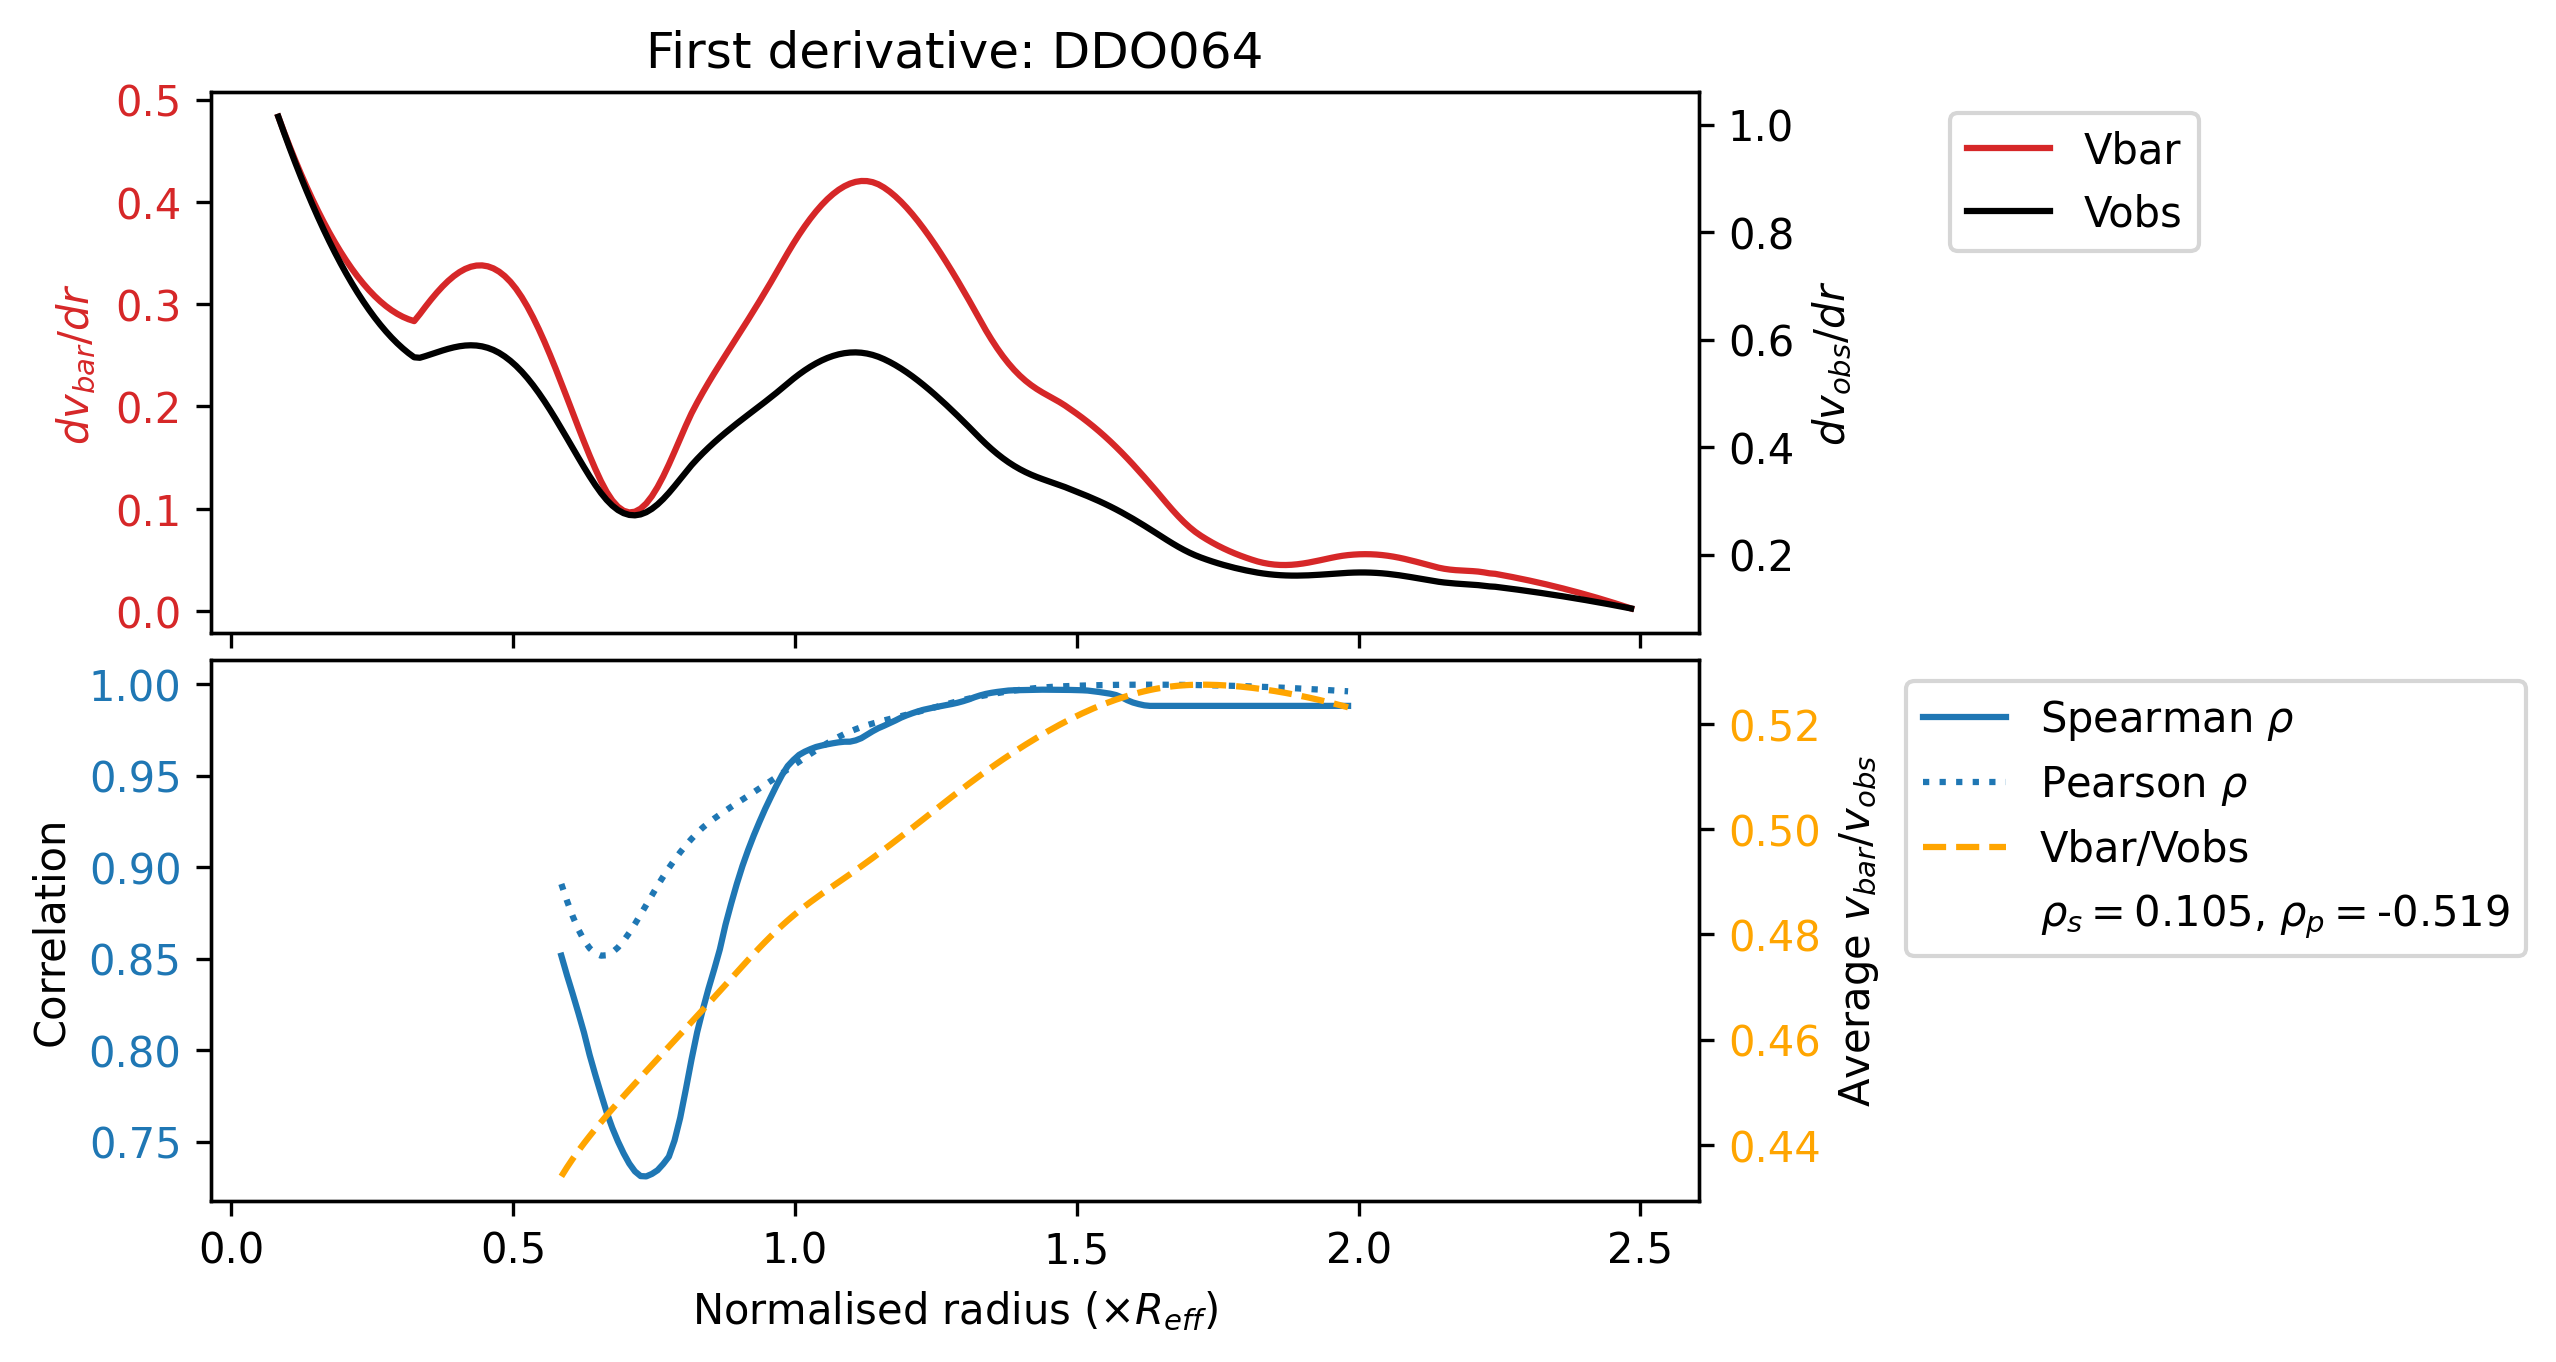 First derivative: DDO064
0.5
0.4
0.3
0.2
0.1
0.0
dv_bar/dr
1.0
0.8
0.6
0.4
0.2
dv_obs/dr
Vbar
Vobs
1.00
0.95
0.90
0.85
0.80
0.75
Correlation
0.52
0.50
0.48
0.46
0.44
Average v_bar/v_obs
Spearman ρ
Pearson ρ
Vbar/Vobs
ρ_s = 0.105, ρ_p = -0.519
0.0 0.5 1.0 1.5 2.0 2.5
Normalised radius (×R_eff)